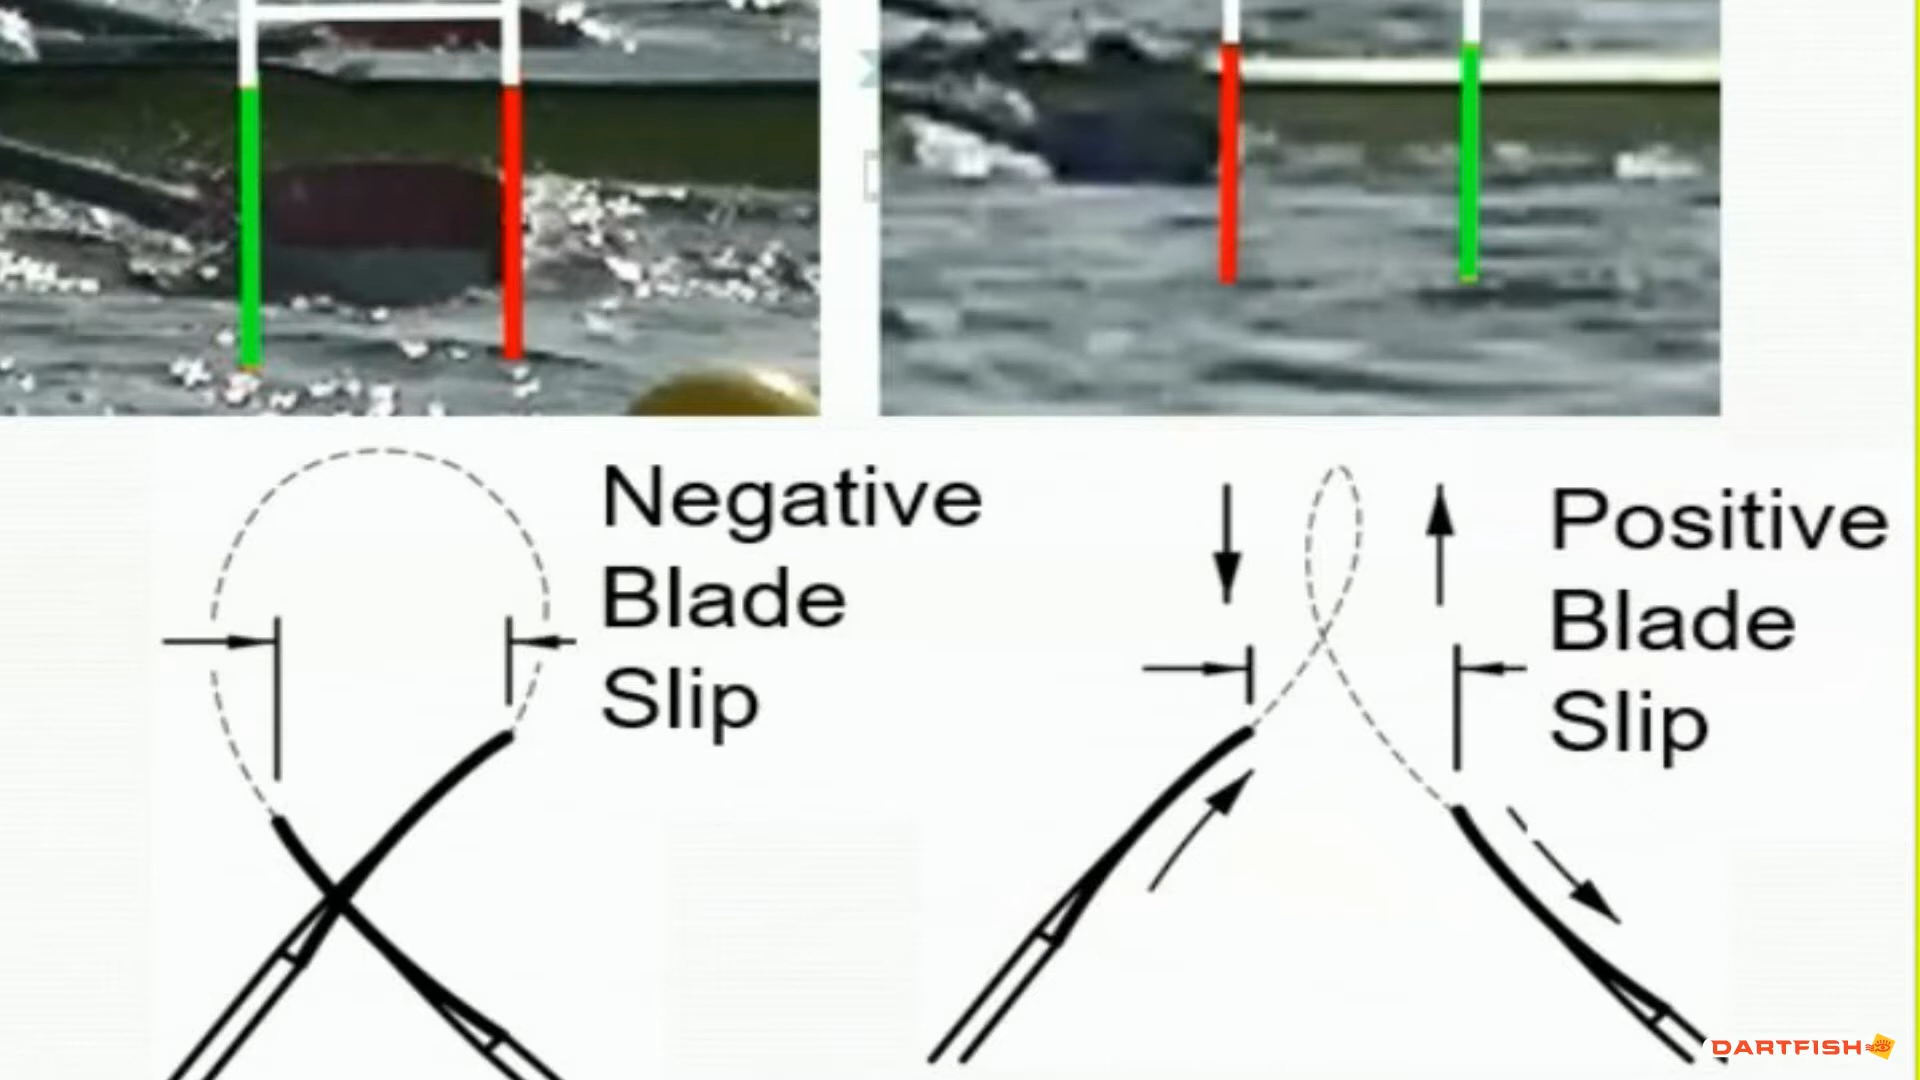 Negative
Blade
Slip
Positive
Blade
Slip
DARTFISH